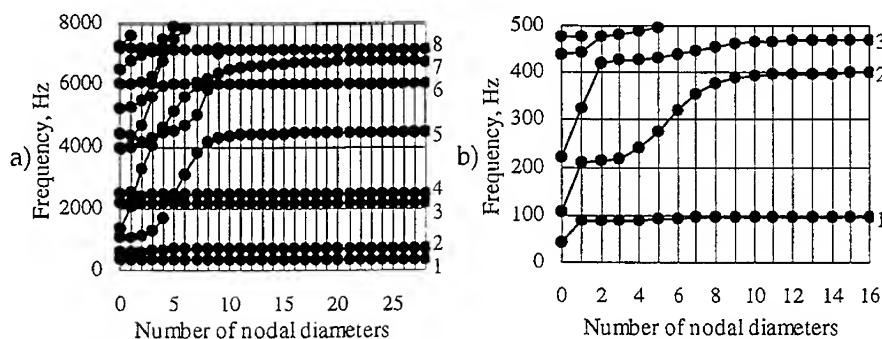 a)
Frequency, Hz
8000
6000
4000
2000
0
8
7
6
5
4
3
2
1
0 5 10 15 20 25
Number of nodal diameters
b)
Frequency, Hz
500
400
300
200
100
0
3
2
1
0 2 4 6 8 10 12 14 16
Number of nodal diameters